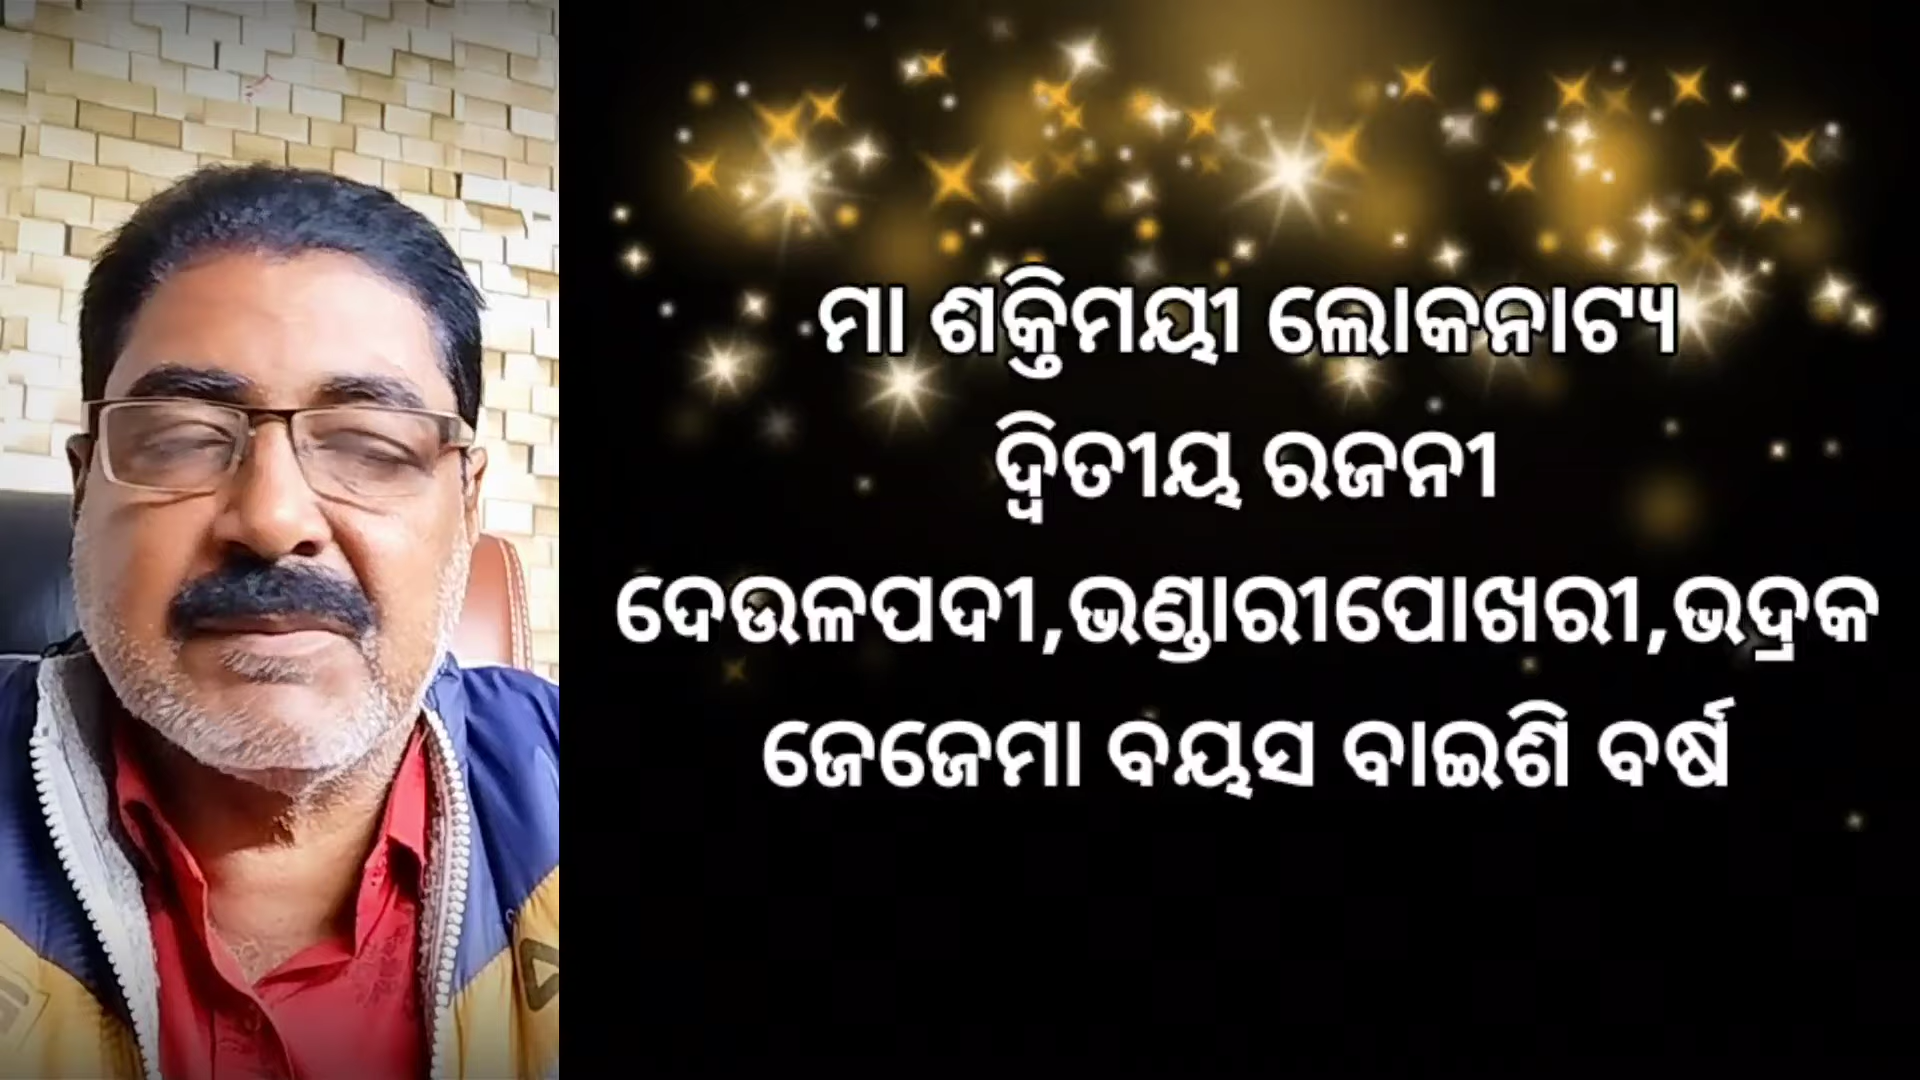 ମା ଶକ୍ତିମୟୀ ଲୋକନାଟ୍ୟ
ଦ୍ୱିତୀୟ ରଜନୀ
ଦେଉଳପଦୀ,ଭଣ୍ଡାରୀପୋଖରୀ,ଭଦ୍ରକ
ଜେଜେମା ବୟସ ବାଇଶି ବର୍ଷ